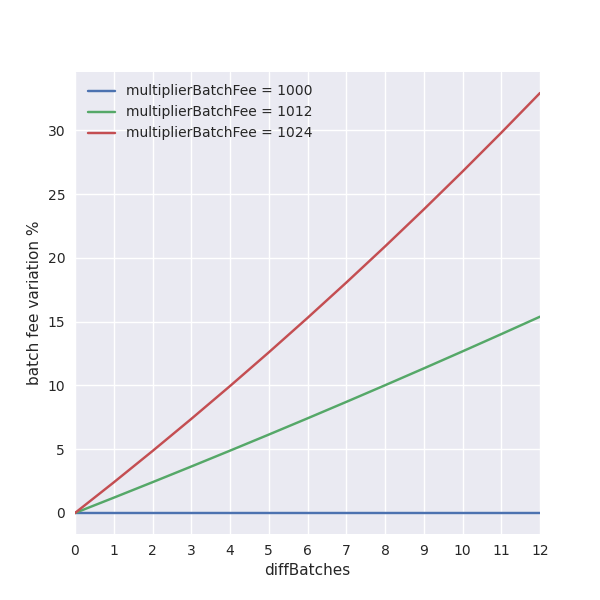 multiplierBatchFee = 1000
multiplierBatchFee = 1012
multiplierBatchFee = 1024
batch fee variation %
30
25
20
15
10
5
0
0 1 2 3 4 5 6 7 8 9 10 11 12
diffBatches